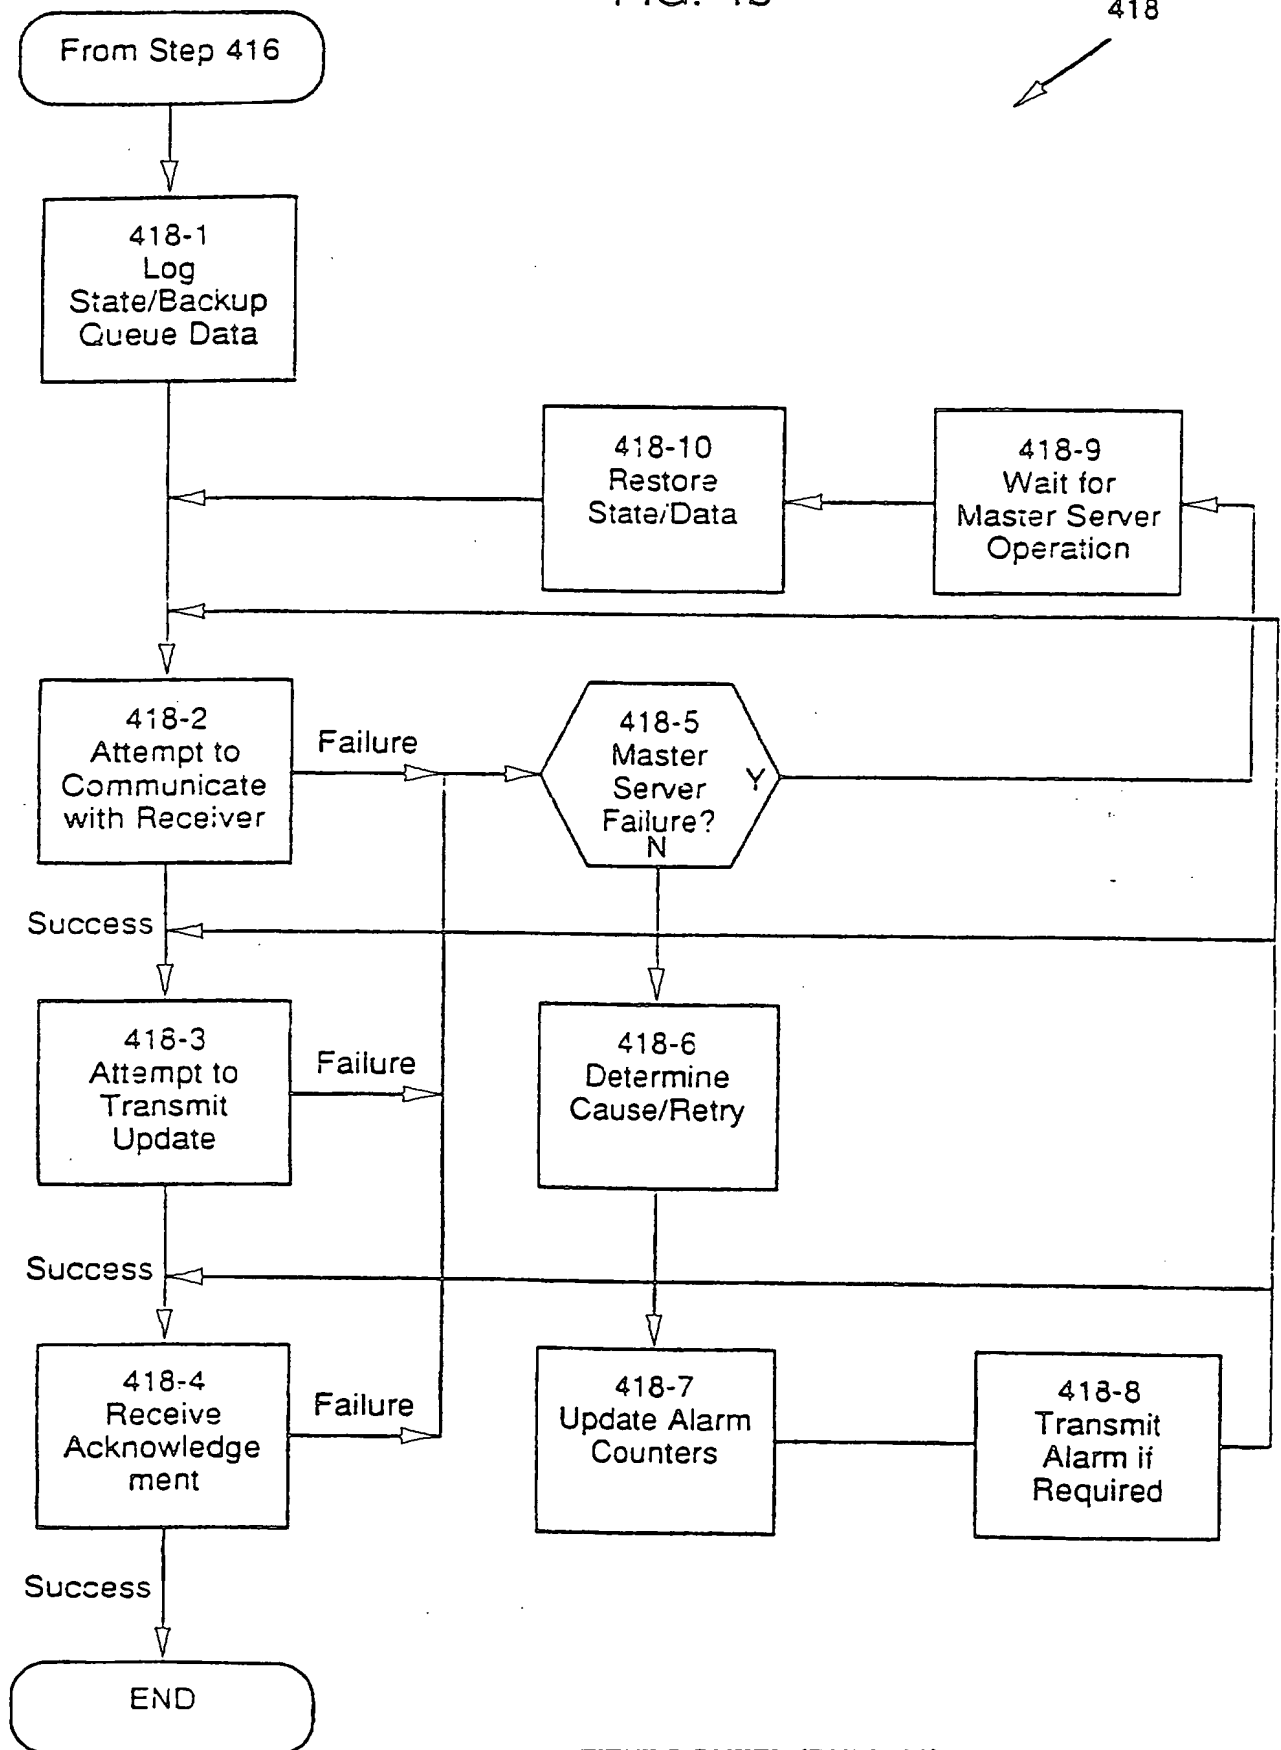 418
From Step 416
418-1
Log
State/Backup
Queue Data
418-10
Restore
State/Data
418-9
Wait for
Master Server
Operation
418-2
Attempt to
Communicate
with Receiver
Failure
418-5
Master
Server
Failure?
Y
N
Success
418-3
Attempt to
Transmit
Update
Failure
418-6
Determine
Cause/Retry
Success
418-4
Receive
Acknowledge
ment
Failure
418-7
Update Alarm
Counters
418-8
Transmit
Alarm if
Required
Success
END